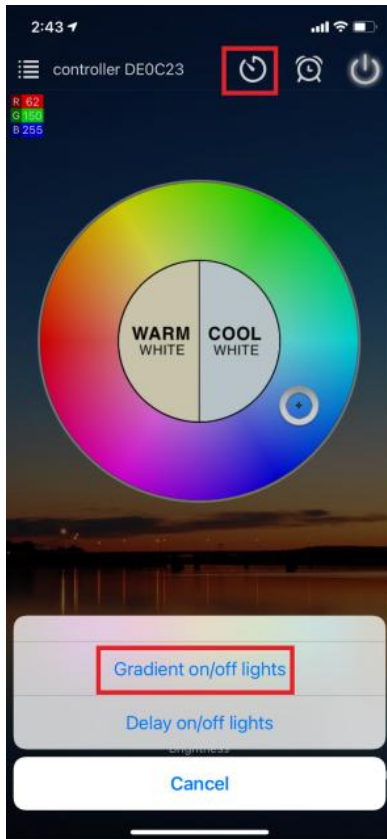 2:43
controller DE0C23
R 62
G 150
B 255
WARM WHITE
COOL WHITE
Gradient on/off lights
Delay on/off lights
Brightness
Cancel